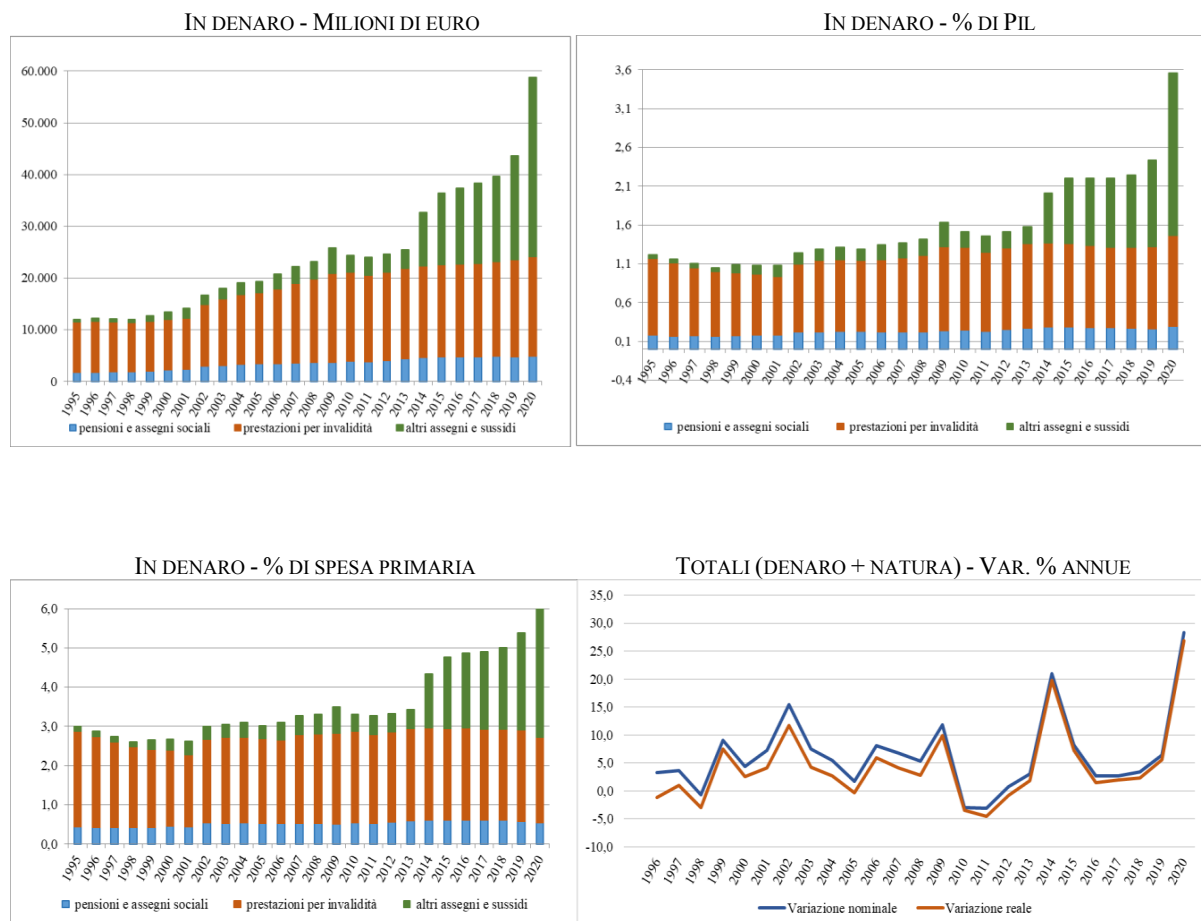 IN DENARO - MILIONI DI EURO
60.000
50.000
40.000
30.000
20.000
10.000
0
1995 1996 1997 1998 1999 2000 2001 2002 2003 2004 2005 2006 2007 2008 2009 2010 2011 2012 2013 2014 2015 2016 2017 2018 2019 2020
pensioni e assegni sociali prestazioni per invalidità altri assegni e sussidi
IN DENARO - % DI PIL
3,6
3,1
2,6
2,1
1,6
1,1
0,6
0,1
-0,4
1995 1996 1997 1998 1999 2000 2001 2002 2003 2004 2005 2006 2007 2008 2009 2010 2011 2012 2013 2014 2015 2016 2017 2018 2019 2020
pensioni e assegni sociali prestazioni per invalidità altri assegni e sussidi
IN DENARO - % DI SPESA PRIMARIA
6,0
5,0
4,0
3,0
2,0
1,0
0,0
1995 1996 1997 1998 1999 2000 2001 2002 2003 2004 2005 2006 2007 2008 2009 2010 2011 2012 2013 2014 2015 2016 2017 2018 2019 2020
pensioni e assegni sociali prestazioni per invalidità altri assegni e sussidi
TOTALI (DENARO + NATURA) - VAR. % ANNUE
35,0
30,0
25,0
20,0
15,0
10,0
5,0
0,0
-5,0
-10,0
1996 1997 1998 1999 2000 2001 2002 2003 2004 2005 2006 2007 2008 2009 2010 2011 2012 2013 2014 2015 2016 2017 2018 2019 2020
Variazione nominale Variazione reale